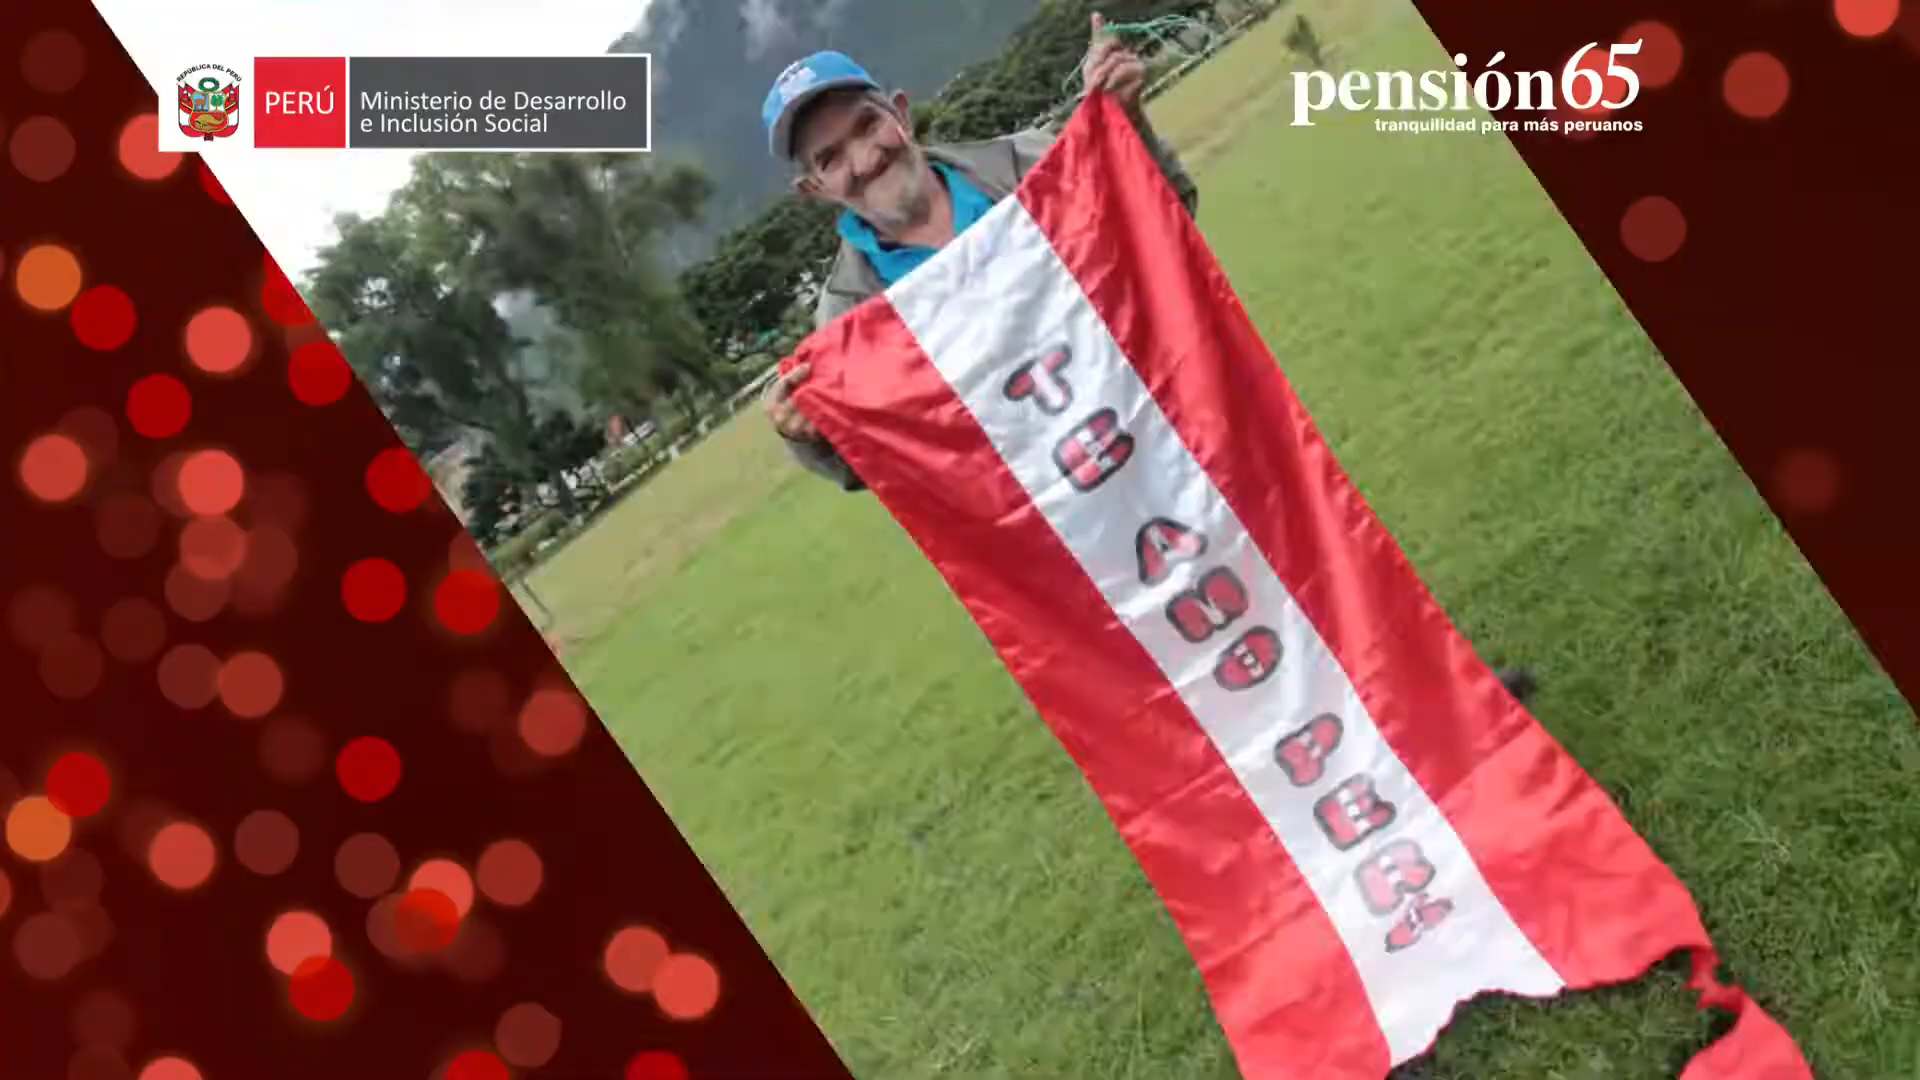 REPÚBLICA DEL PERÚ
PERÚ
Ministerio de Desarrollo
e Inclusión Social
pensión65
tranquilidad para más peruanos
TE AMO PERÚ